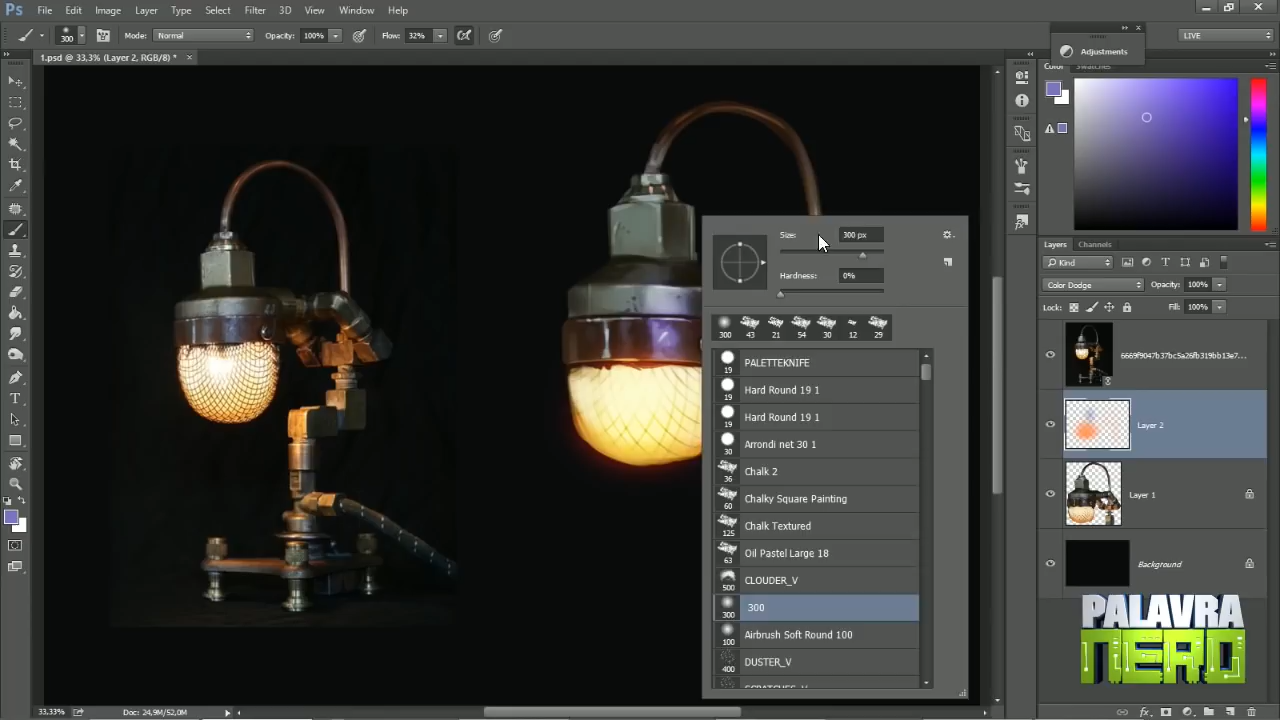 Ps File Edit Image Layer Type Select Filter 3D View Window Help
300 Mode: Normal Opacity: 100% Flow: 32% LIVE
1.psd @ 33,3% (Layer 2, RGB/8) * ×
Adjustments
Color Swatches
Size: 300 px
Hardness: 0%
300 43 21 54 30 12 29
19 PALETTEKNIFE
19 Hard Round 19 1
19 Hard Round 19 1
30 Arrondi net 30 1
36 Chalk 2
60 Chalky Square Painting
125 Chalk Textured
63 Oil Pastel Large 18
500 CLOUDER_V
300 300
100 Airbrush Soft Round 100
400 DUSTER_V
SCRATCHES_V
Layers Channels
Kind
Color Dodge Opacity: 100%
Lock: Fill: 100%
6669f9047b37bc5a26fb319bb13e7...
Layer 2
Layer 1
Background
PALAVRA
NERD
33,33% Doc: 24,9M/52,0M
fx